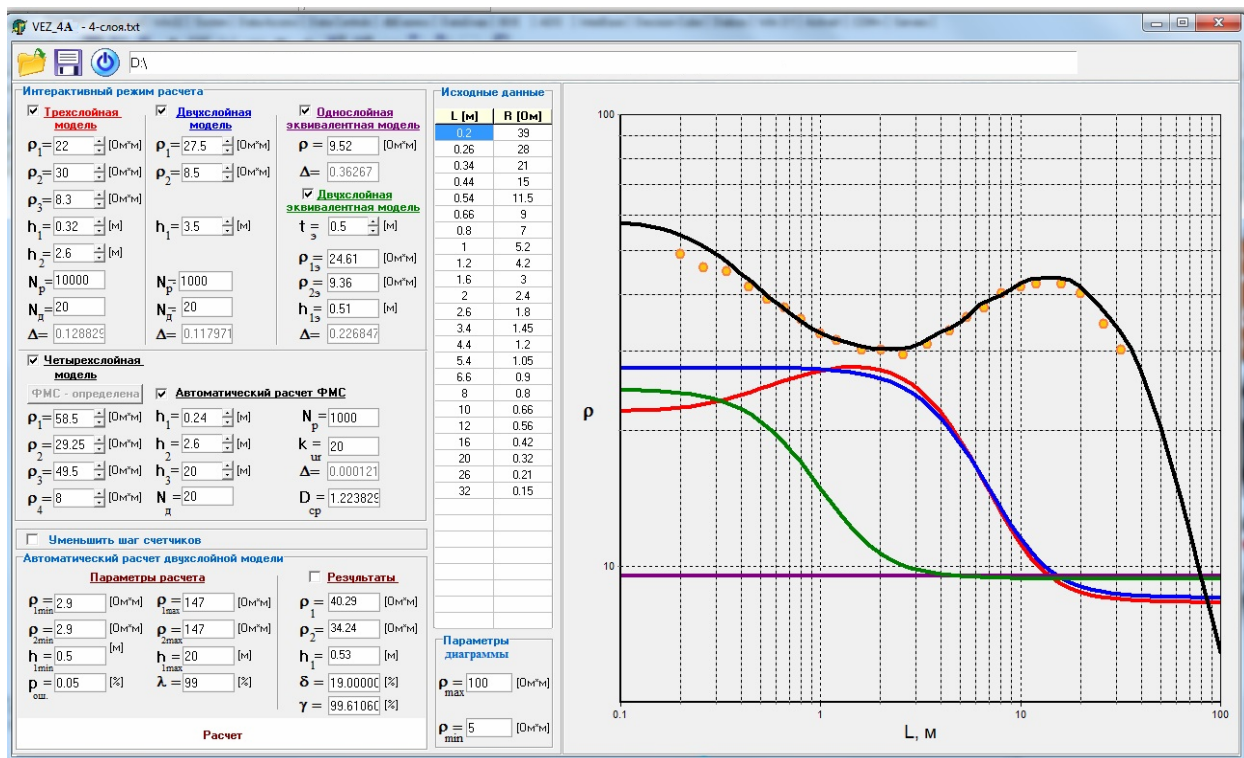 VEZ_4A - 4-слоя.txt
D:\
Интерактивный режим расчета
Трехслойная модель
ρ1= 22 [Ом*м]
ρ2= 30 [Ом*м]
ρ3= 8.3 [Ом*м]
h1= 0.32 [м]
h2= 2.6 [м]
Nр= 10000
Nд= 20
Δ= 0.128829
Двухслойная модель
ρ1= 27.5 [Ом*м]
ρ2= 8.5 [Ом*м]
h1= 3.5 [м]
Nр= 1000
Nд= 20
Δ= 0.117971
Однослойная
эквивалентная модель
ρ = 9.52 [Ом*м]
Δ= 0.36267
Двухслойная
эквивалентная модель
tэ = 0.5 [м]
ρ1э= 24.61 [Ом*м]
ρ2э= 9.36 [Ом*м]
h1э= 0.51 [м]
Δ= 0.226847
Четырехслойная
модель
ФМС - определена
Автоматический расчет ФМС
ρ1= 58.5 [Ом*м] h1= 0.24 [м] Nр= 1000
ρ2= 29.25 [Ом*м] h2= 2.6 [м] kur= 20
ρ3= 49.5 [Ом*м] h3= 20 [м] Δ= 0.000121
ρ4= 8 [Ом*м] Nд= 20 Dср= 1.223829
Уменьшить шаг счетчиков
Автоматический расчет двухслойной модели
Параметры расчета
ρ1min= 2.9 [Ом*м] ρ1max= 147 [Ом*м]
ρ2min= 2.9 [Ом*м] ρ2max= 147 [Ом*м]
h1min= 0.5 [м] h1max= 20 [м]
pош.= 0.05 [%] λ= 99 [%]
Результаты
ρ1= 40.29 [Ом*м]
ρ2= 34.24 [Ом*м]
h1= 0.53 [м]
δ = 19.0000 [%]
γ = 99.6106 [%]
Расчет
Исходные данные
L [м] R [Ом]
0.2 39
0.26 28
0.34 21
0.44 15
0.54 11.5
0.66 9
0.8 7
1 5.2
1.2 4.2
1.6 3
2 2.4
2.6 1.8
3.4 1.45
4.4 1.2
5.4 1.05
6.6 0.9
8 0.8
10 0.66
12 0.56
16 0.42
20 0.32
26 0.21
32 0.15
Параметры
диаграммы
ρmax= 100 [Ом*м]
ρmin= 5 [Ом*м]
100
ρ
10
0.1 1 10 100
L, м